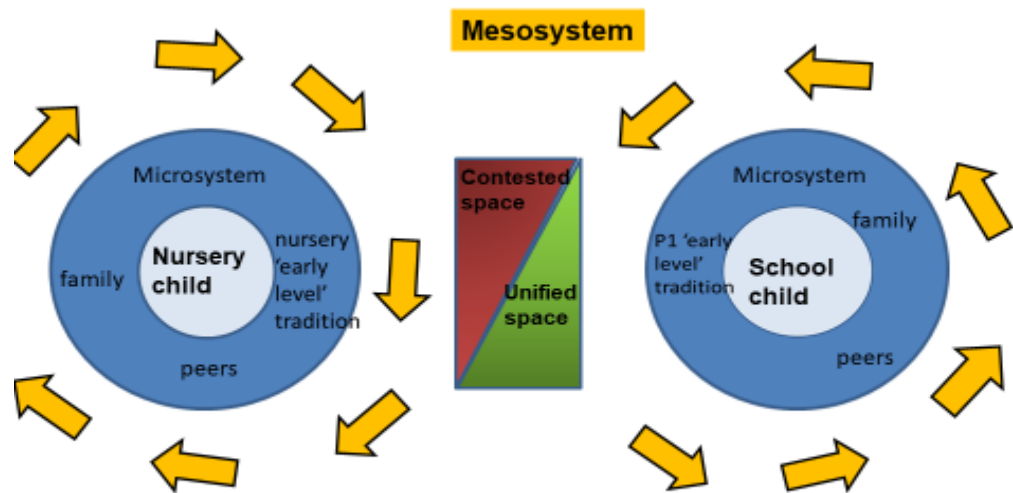 Mesosystem
Microsystem
family
Nursery
child
nursery
‘early
level’
tradition
peers
Contested
space
Unified
space
Microsystem
family
P1 ‘early
level’
tradition
School
child
peers